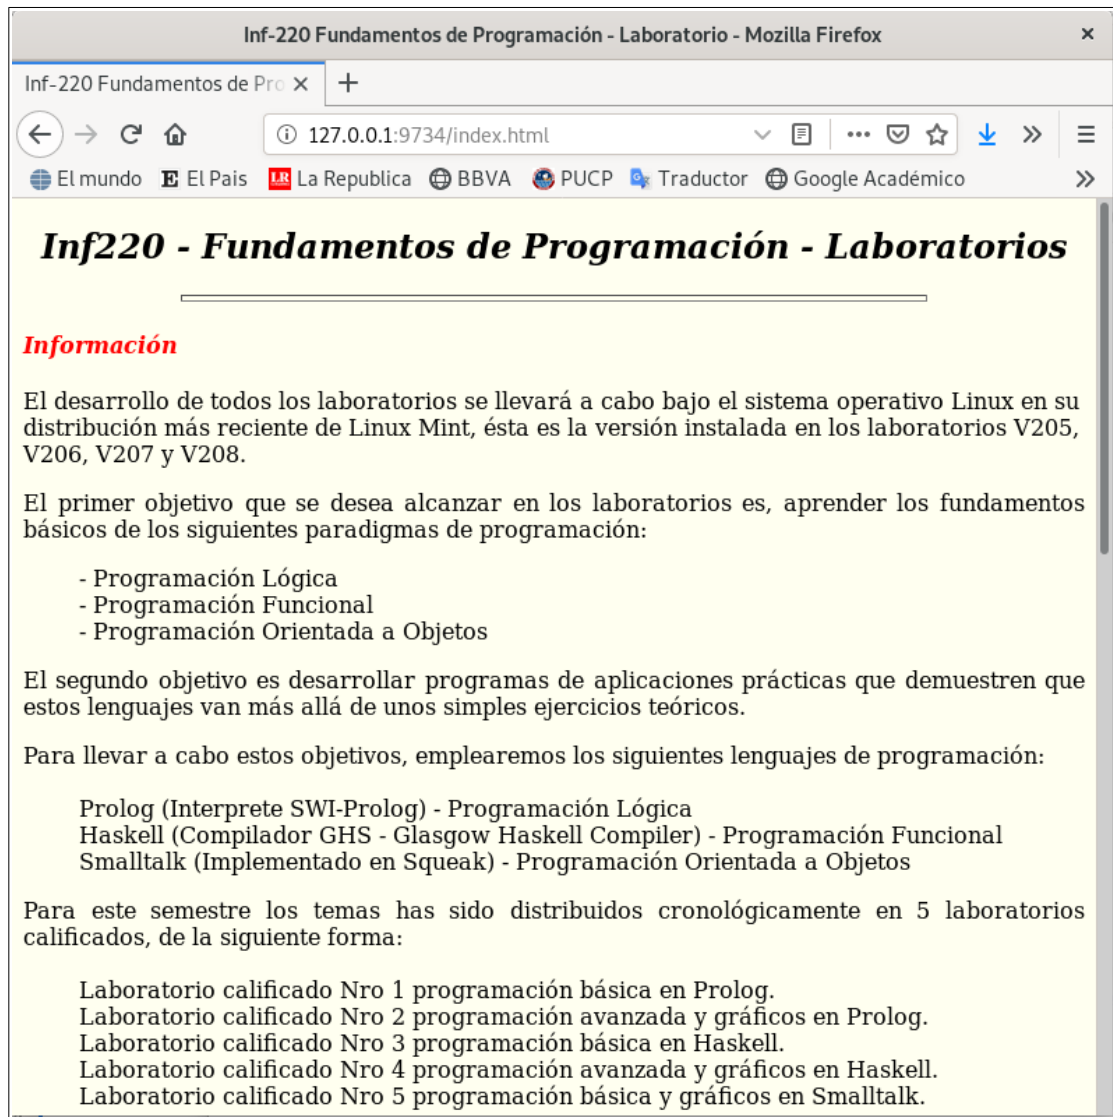 Inf-220 Fundamentos de Programación - Laboratorio - Mozilla Firefox
Inf-220 Fundamentos de Pro
127.0.0.1:9734/index.html
El mundo E El Pais LR La Republica BBVA PUCP Traductor Google Académico
Inf220 - Fundamentos de Programación - Laboratorios
Información
El desarrollo de todos los laboratorios se llevará a cabo bajo el sistema operativo Linux en su
distribución más reciente de Linux Mint, ésta es la versión instalada en los laboratorios V205,
V206, V207 y V208.
El primer objetivo que se desea alcanzar en los laboratorios es, aprender los fundamentos
básicos de los siguientes paradigmas de programación:
- Programación Lógica
- Programación Funcional
- Programación Orientada a Objetos
El segundo objetivo es desarrollar programas de aplicaciones prácticas que demuestren que
estos lenguajes van más allá de unos simples ejercicios teóricos.
Para llevar a cabo estos objetivos, emplearemos los siguientes lenguajes de programación:
Prolog (Interprete SWI-Prolog) - Programación Lógica
Haskell (Compilador GHS - Glasgow Haskell Compiler) - Programación Funcional
Smalltalk (Implementado en Squeak) - Programación Orientada a Objetos
Para este semestre los temas has sido distribuidos cronológicamente en 5 laboratorios
calificados, de la siguiente forma:
Laboratorio calificado Nro 1 programación básica en Prolog.
Laboratorio calificado Nro 2 programación avanzada y gráficos en Prolog.
Laboratorio calificado Nro 3 programación básica en Haskell.
Laboratorio calificado Nro 4 programación avanzada y gráficos en Haskell.
Laboratorio calificado Nro 5 programación básica y gráficos en Smalltalk.